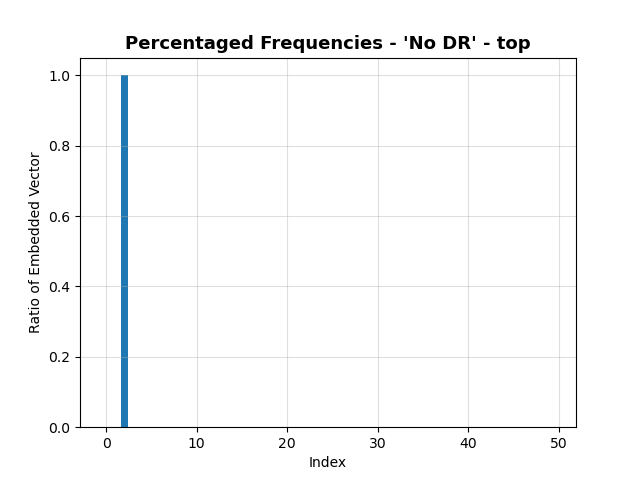 Percentaged Frequencies - 'No DR' - top
1.0
0.8
0.6
0.4
0.2
0.0
Ratio of Embedded Vector
0 10 20 30 40 50
Index